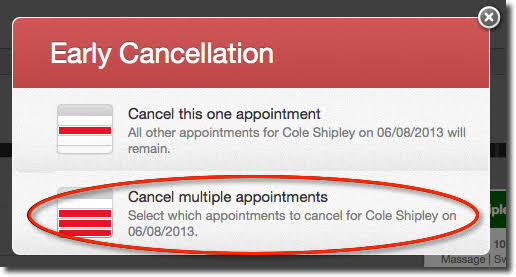 Early Cancellation
Cancel this one appointment
All other appointments for Cole Shipley on 06/08/2013 will
remain.
Cancel multiple appointments
Select which appointments to cancel for Cole Shipley on
06/08/2013.
10
Massage | Sw